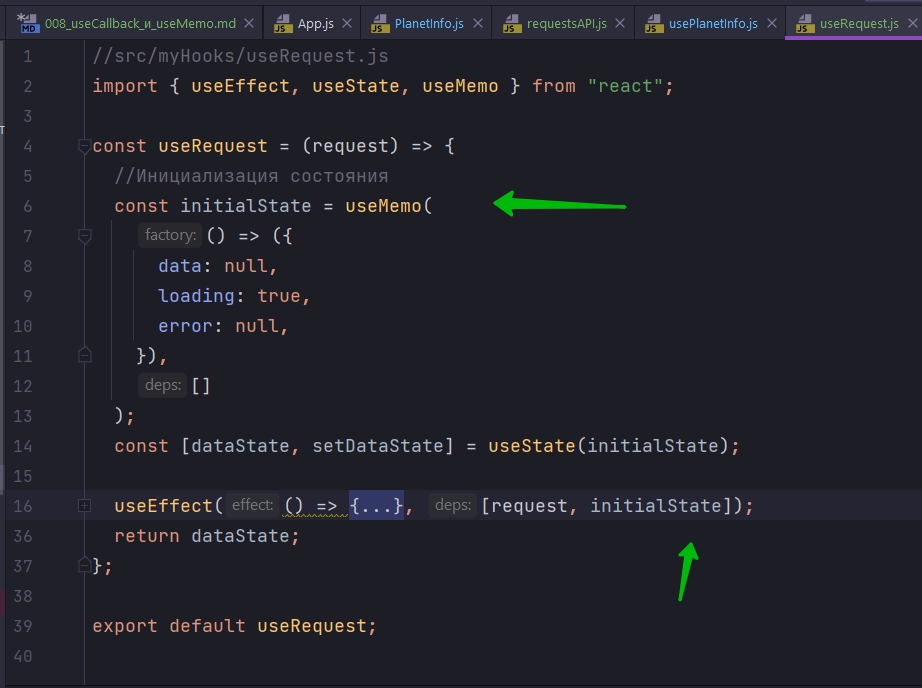 008_useCallback_и_useMemo.md App.js PlanetInfo.js requestsAPI.js usePlanetInfo.js useRequest.js
1 //src/myHooks/useRequest.js
2 import { useEffect, useState, useMemo } from "react";
3
4 const useRequest = (request) => {
5 //Инициализация состояния
6 const initialState = useMemo(
7 factory: () => ({
8 data: null,
9 loading: true,
10 error: null,
11 }),
12 deps: []
13 );
14 const [dataState, setDataState] = useState(initialState);
15
16 useEffect( effect: () => {...}, deps: [request, initialState]);
36 return dataState;
37 };
38
39 export default useRequest;
40